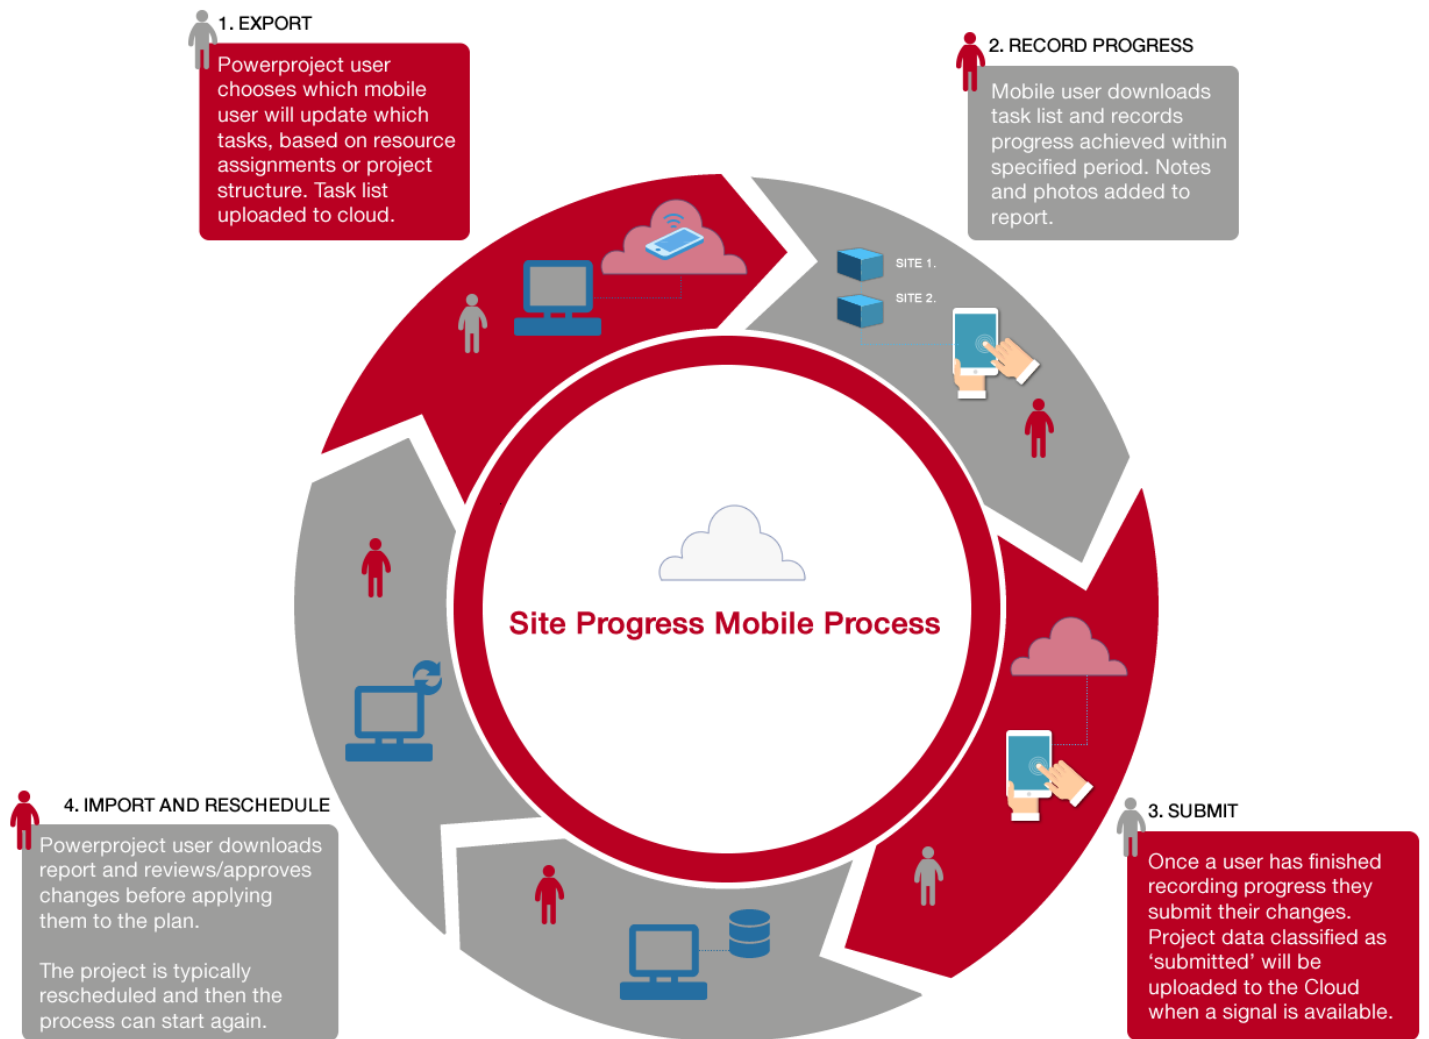 1. EXPORT
Powerproject user
chooses which mobile
user will update which
tasks, based on resource
assignments or project
structure. Task list
uploaded to cloud.
2. RECORD PROGRESS
Mobile user downloads
task list and records
progress achieved within
specified period. Notes
and photos added to
report.
SITE 1.
SITE 2.
Site Progress Mobile Process
3. SUBMIT
Once a user has finished
recording progress they
submit their changes.
Project data classified as
‘submitted’ will be
uploaded to the Cloud
when a signal is available.
4. IMPORT AND RESCHEDULE
Powerproject user downloads
report and reviews/approves
changes before applying
them to the plan.
The project is typically
rescheduled and then the
process can start again.